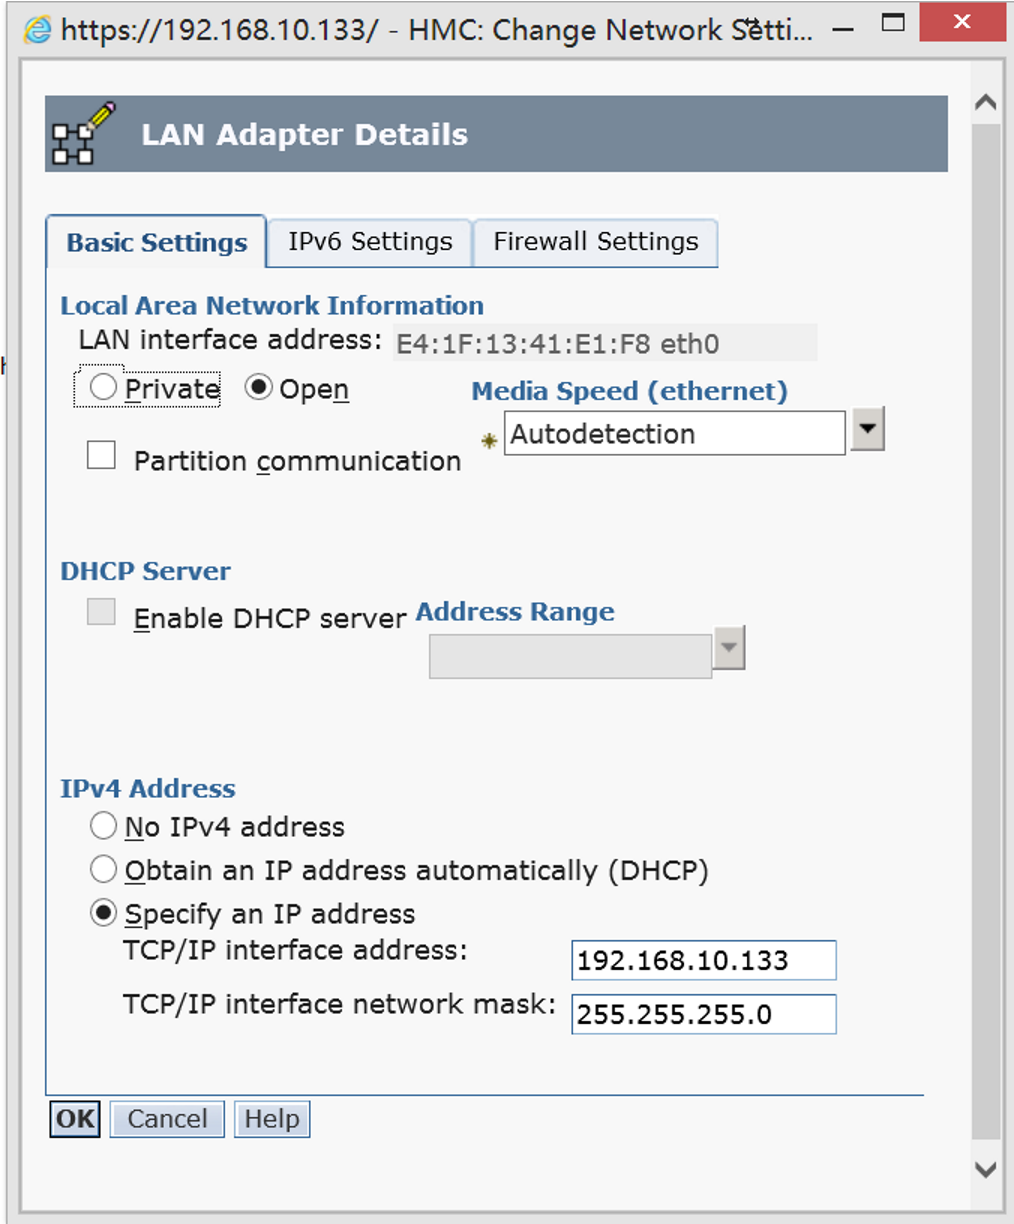 https://192.168.10.133/ - HMC: Change Network Setti...
LAN Adapter Details
Basic Settings IPv6 Settings Firewall Settings
Local Area Network Information
LAN interface address: E4:1F:13:41:E1:F8 eth0
Private Open
Media Speed (ethernet)
Autodetection
Partition communication
DHCP Server
Enable DHCP server Address Range
IPv4 Address
No IPv4 address
Obtain an IP address automatically (DHCP)
Specify an IP address
TCP/IP interface address: 192.168.10.133
TCP/IP interface network mask: 255.255.255.0
OK Cancel Help